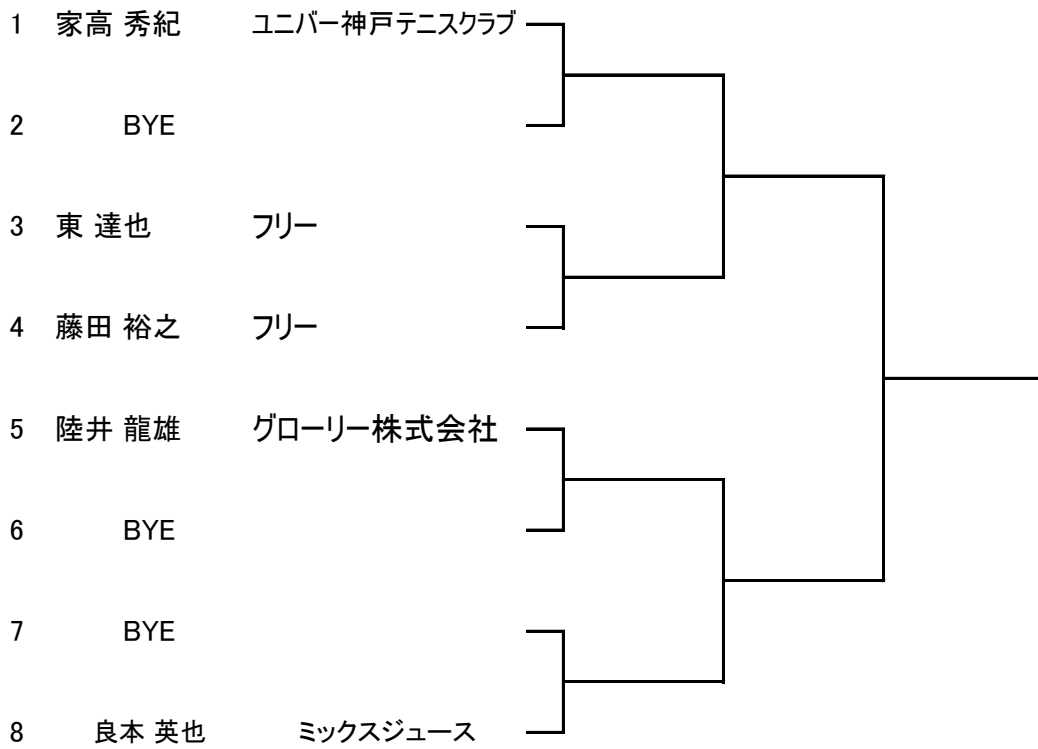 1 家高 秀紀 ユニバー神戸テニスクラブ
2 BYE
3 東 達也 フリー
4 藤田 裕之 フリー
5 陸井 龍雄 グローリー株式会社
6 BYE
7 BYE
8 良本 英也 ミックスジュース